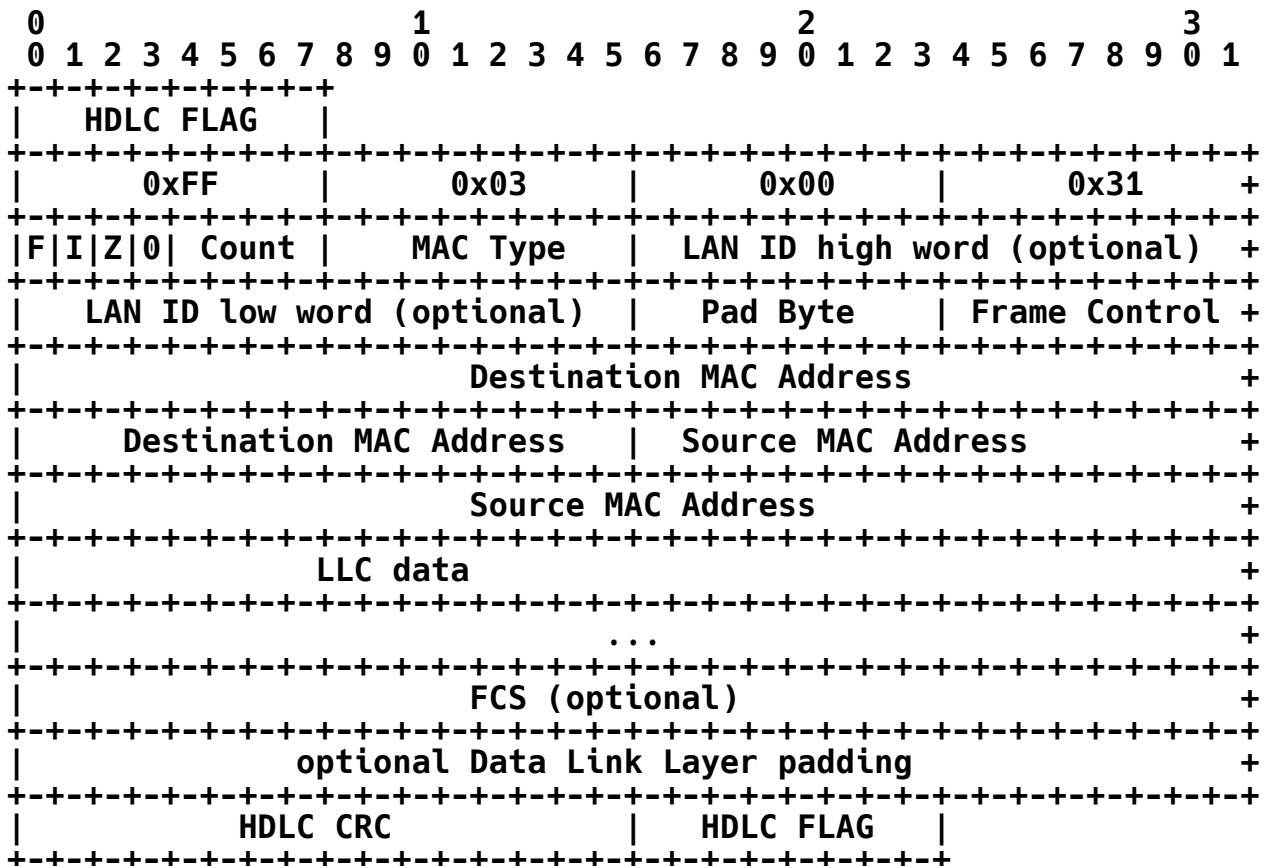 0                   1                   2                   3
0 1 2 3 4 5 6 7 8 9 0 1 2 3 4 5 6 7 8 9 0 1 2 3 4 5 6 7 8 9 0 1
+-+-+-+-+-+-+-+-+
|   HDLC FLAG   |
+-+-+-+-+-+-+-+-+-+-+-+-+-+-+-+-+-+-+-+-+-+-+-+-+-+-+-+-+-+-+-+-+
|      0xFF     |      0x03     |      0x00     |      0x31     +
+-+-+-+-+-+-+-+-+-+-+-+-+-+-+-+-+-+-+-+-+-+-+-+-+-+-+-+-+-+-+-+-+
|F|I|Z|0| Count |    MAC Type   |  LAN ID high word (optional)  +
+-+-+-+-+-+-+-+-+-+-+-+-+-+-+-+-+-+-+-+-+-+-+-+-+-+-+-+-+-+-+-+-+
|   LAN ID low word (optional)  |   Pad Byte    | Frame Control +
+-+-+-+-+-+-+-+-+-+-+-+-+-+-+-+-+-+-+-+-+-+-+-+-+-+-+-+-+-+-+-+-+
|                       Destination MAC Address                 +
+-+-+-+-+-+-+-+-+-+-+-+-+-+-+-+-+-+-+-+-+-+-+-+-+-+-+-+-+-+-+-+-+
|     Destination MAC Address   |  Source MAC Address           +
+-+-+-+-+-+-+-+-+-+-+-+-+-+-+-+-+-+-+-+-+-+-+-+-+-+-+-+-+-+-+-+-+
|                       Source MAC Address                      +
+-+-+-+-+-+-+-+-+-+-+-+-+-+-+-+-+-+-+-+-+-+-+-+-+-+-+-+-+-+-+-+-+
|               LLC data                                        +
+-+-+-+-+-+-+-+-+-+-+-+-+-+-+-+-+-+-+-+-+-+-+-+-+-+-+-+-+-+-+-+-+
|                              ...                              +
+-+-+-+-+-+-+-+-+-+-+-+-+-+-+-+-+-+-+-+-+-+-+-+-+-+-+-+-+-+-+-+-+
|                       FCS (optional)                          +
+-+-+-+-+-+-+-+-+-+-+-+-+-+-+-+-+-+-+-+-+-+-+-+-+-+-+-+-+-+-+-+-+
|              optional Data Link Layer padding                 +
+-+-+-+-+-+-+-+-+-+-+-+-+-+-+-+-+-+-+-+-+-+-+-+-+-+-+-+-+-+-+-+-+
|           HDLC CRC            |   HDLC FLAG   |
+-+-+-+-+-+-+-+-+-+-+-+-+-+-+-+-+-+-+-+-+-+-+-+-+